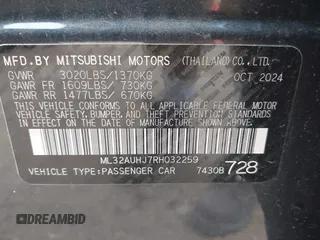 MFD.BY MITSUBISHI MOTORS (THAILAND)CO.,LTD.
GVWR 3020LBS/1370KG OCT 2024
GAWR FR 1609LBS/ 730KG
GAWR RR 1477LBS/ 670KG
THIS VEHICLE CONFORMS TO ALL APPLICABLE FEDERAL MOTOR
VEHICLE SAFETY, BUMPER, AND THEFT PREVENTION
STANDARDS IN EFFECT ON THE DATE OF MANUFACTURE
SHOWN ABOVE.
ML32AUHJ7RH032259
VEHICLE TYPE:PASSENGER CAR 7430B728
DREAMBID